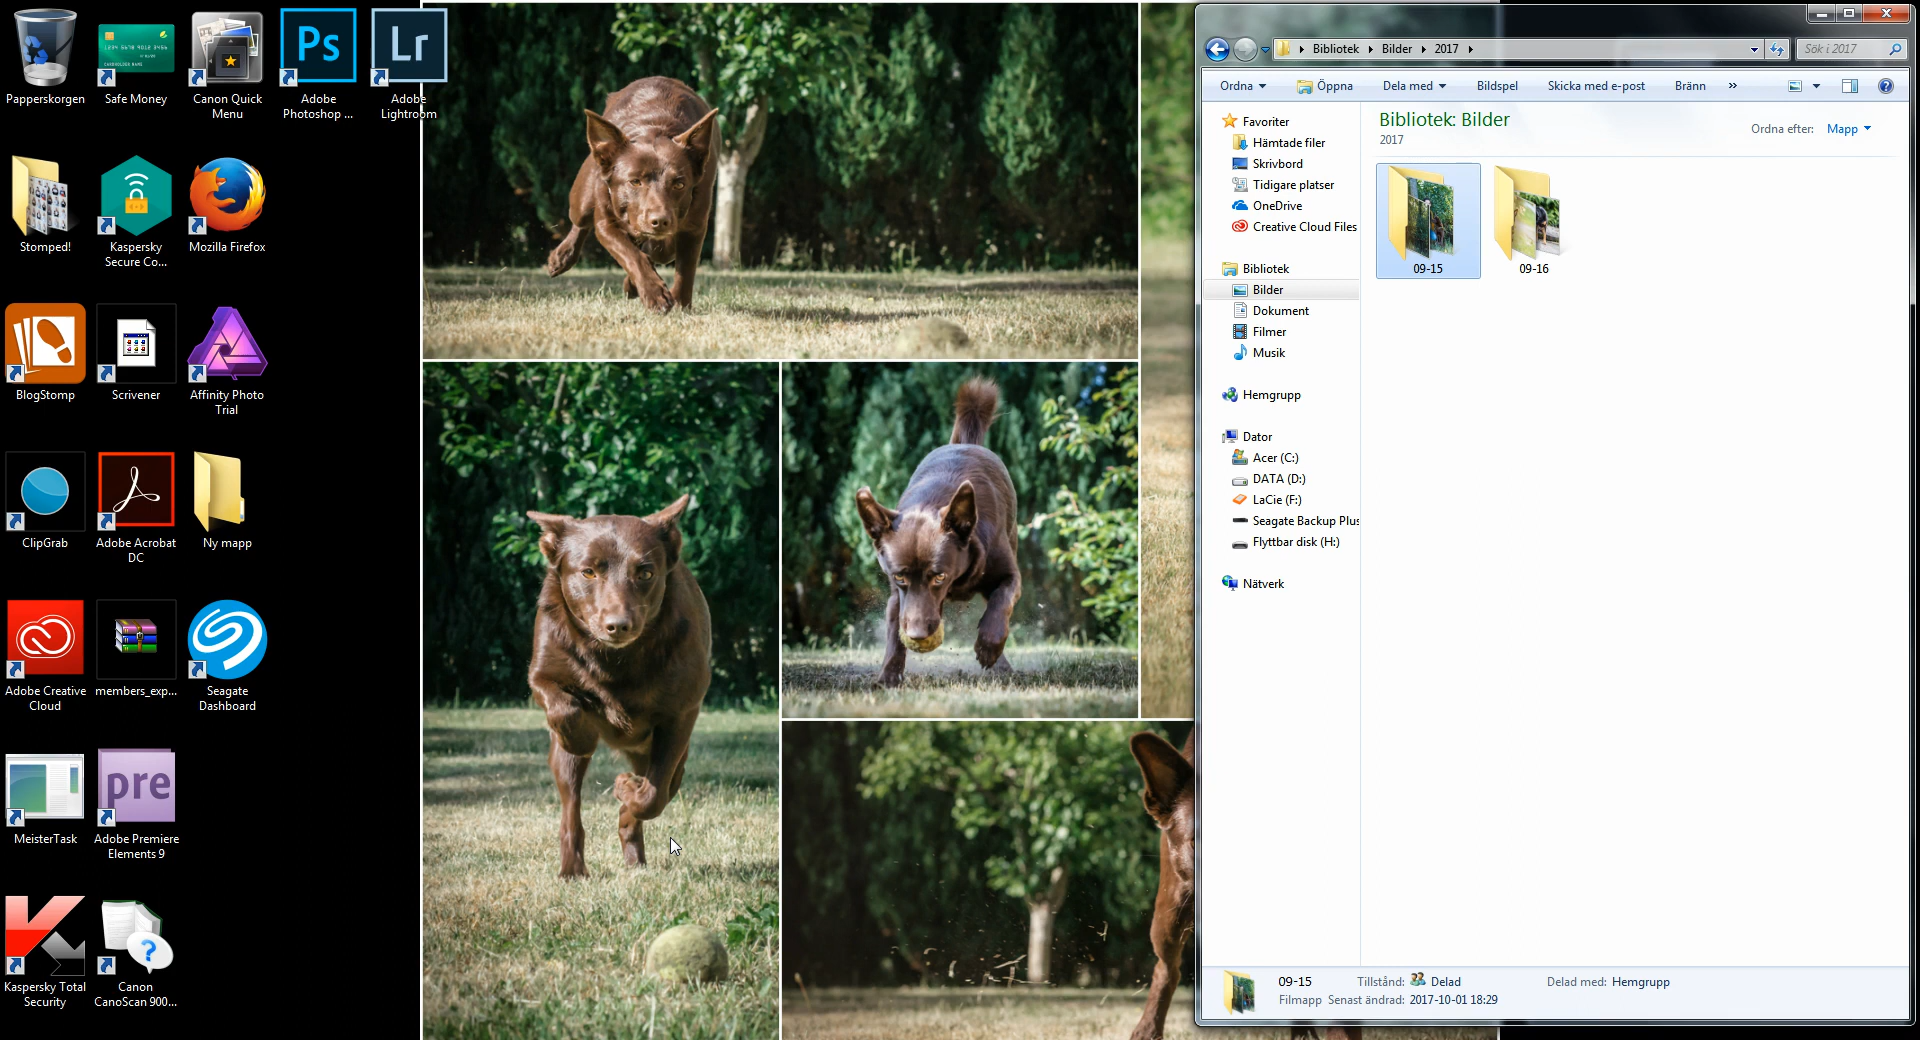 Papperskorgen
Safe Money
Canon Quick
Menu
Ps
Adobe
Photoshop ...
Lr
Adobe
Lightroom
Stomped!
Kaspersky
Secure Co...
Mozilla Firefox
BlogStomp
Scrivener
Affinity Photo
Trial
ClipGrab
Adobe Acrobat
DC
Ny mapp
Adobe Creative
Cloud
members_exp...
Seagate
Dashboard
MeisterTask
pre
Adobe Premiere
Elements 9
Kaspersky Total
Security
?
Canon
CanoScan 900...
Bibliotek
Bilder
2017
Sök i 2017
Ordna
Öppna
Dela med
Bildspel
Skicka med e-post
Bränn
»
Favoriter
Hämtade filer
Skrivbord
Tidigare platser
OneDrive
Creative Cloud Files
Bibliotek
Bilder
Dokument
Filmer
Musik
Hemgrupp
Dator
Acer (C:)
DATA (D:)
LaCie (F:)
Seagate Backup Plus
Flyttbar disk (H:)
Nätverk
Bibliotek: Bilder
2017
Ordna efter: Mapp
09-15
09-16
09-15 Tillstånd: Delad Delad med: Hemgrupp
Filmapp Senast ändrad: 2017-10-01 18:29